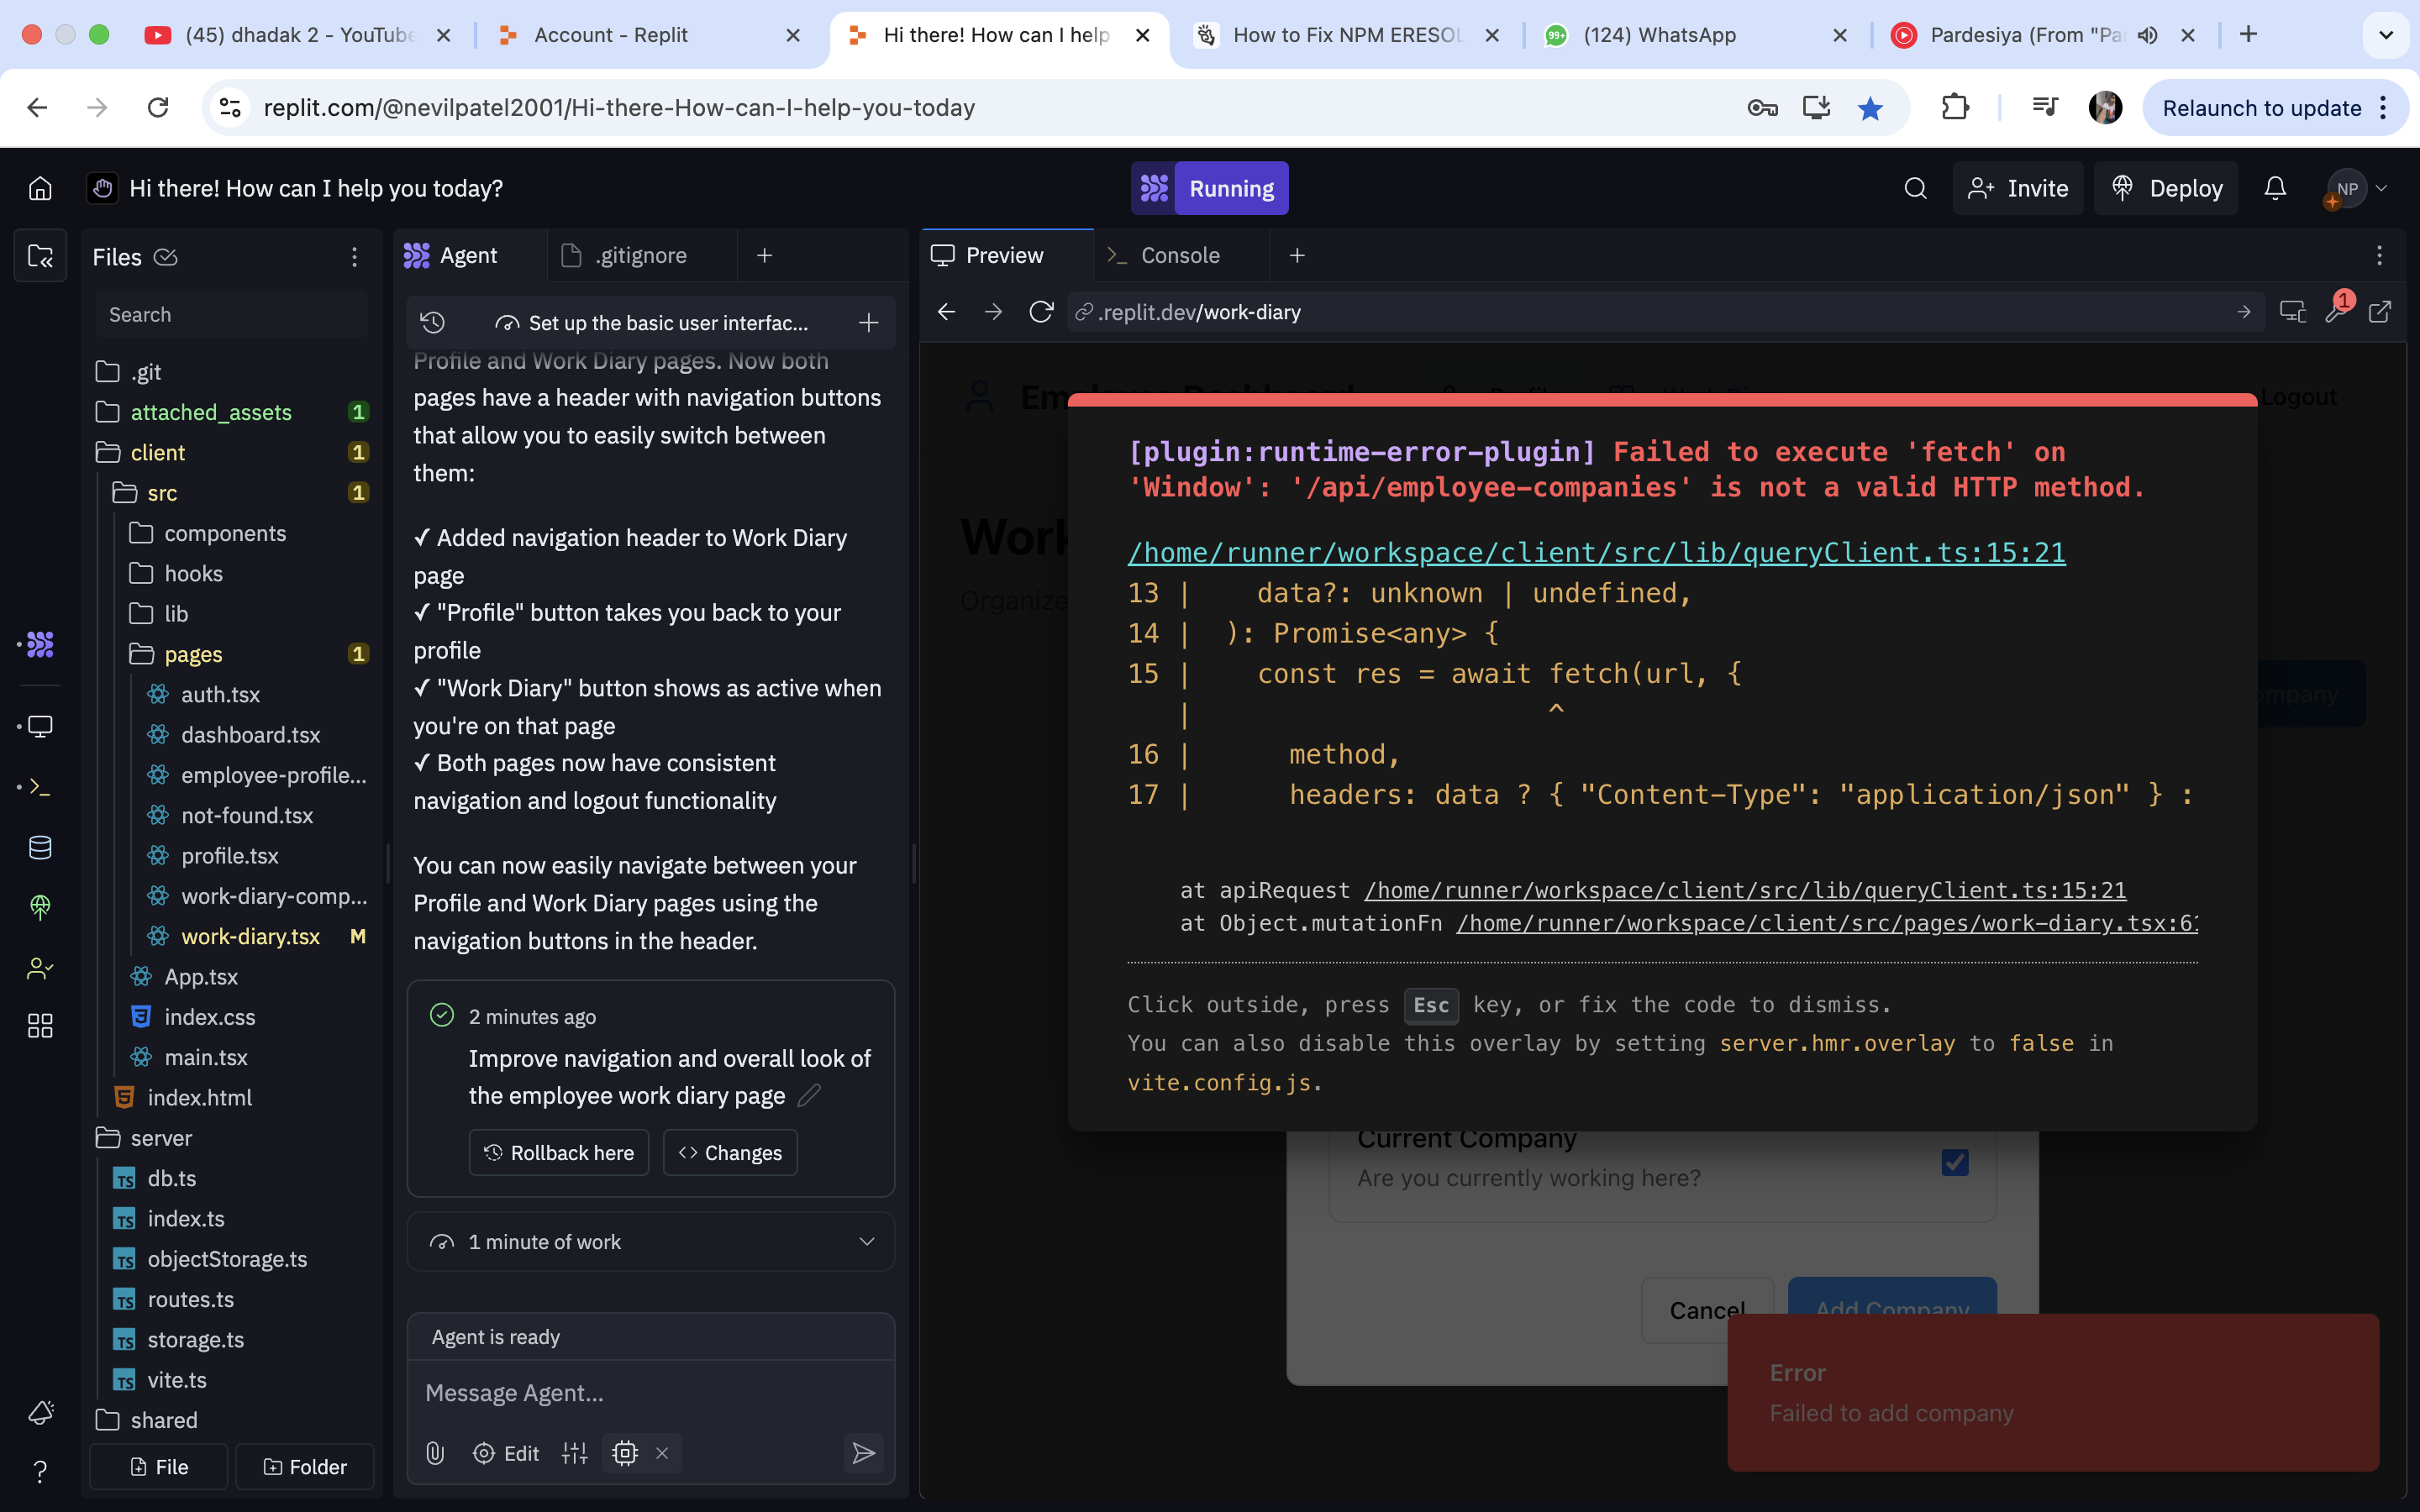 (45) dhadak 2 - YouTube
Account - Replit
Hi there! How can I help
How to Fix NPM ERESOL
99+
(124) WhatsApp
Pardesiya (From "Pa
replit.com/@nevilpatel2001/Hi-there-How-can-I-help-you-today
Relaunch to update
Hi there! How can I help you today?
Running
Invite
Deploy
NP
Files
Search
.git
attached_assets 1
client 1
src 1
components
hooks
lib
pages 1
auth.tsx
dashboard.tsx
employee-profile...
not-found.tsx
profile.tsx
work-diary-comp...
work-diary.tsx M
App.tsx
index.css
main.tsx
index.html
server
TS db.ts
TS index.ts
TS objectStorage.ts
TS routes.ts
TS storage.ts
TS vite.ts
shared
File
Folder
Agent
.gitignore
Set up the basic user interfac...
Profile and Work Diary pages. Now both
pages have a header with navigation buttons
that allow you to easily switch between
them:
✓ Added navigation header to Work Diary
page
✓ "Profile" button takes you back to your
profile
✓ "Work Diary" button shows as active when
you're on that page
✓ Both pages now have consistent
navigation and logout functionality
You can now easily navigate between your
Profile and Work Diary pages using the
navigation buttons in the header.
2 minutes ago
Improve navigation and overall look of
the employee work diary page
Rollback here
Changes
1 minute of work
Agent is ready
Message Agent...
Edit
Preview
Console
.replit.dev/work-diary
1
Employee Dashboard
Logout
Work
Organize
ompany
[plugin:runtime-error-plugin] Failed to execute 'fetch' on
'Window': '/api/employee-companies' is not a valid HTTP method.
/home/runner/workspace/client/src/lib/queryClient.ts:15:21
13 | data?: unknown | undefined,
14 | ): Promise<any> {
15 | const res = await fetch(url, {
| ^
16 | method,
17 | headers: data ? { "Content-Type": "application/json" } :
at apiRequest /home/runner/workspace/client/src/lib/queryClient.ts:15:21
at Object.mutationFn /home/runner/workspace/client/src/pages/work-diary.tsx:61
Click outside, press Esc key, or fix the code to dismiss.
You can also disable this overlay by setting server.hmr.overlay to false in
vite.config.js.
Current Company
Are you currently working here?
Cancel
Add Company
Error
Failed to add company